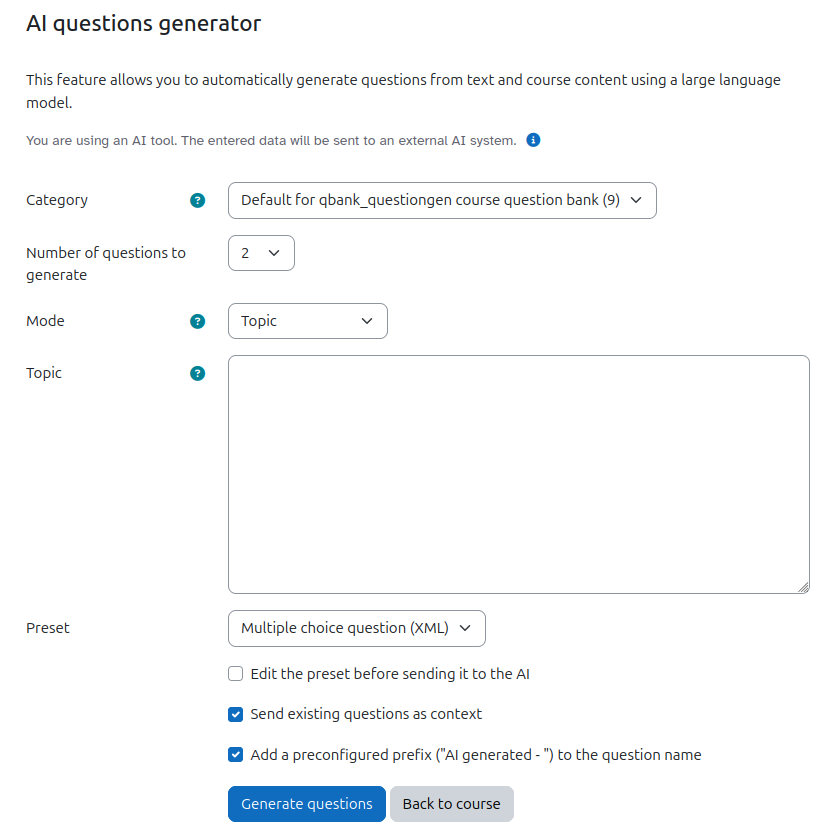 AI questions generator
This feature allows you to automatically generate questions from text and course content using a large language
model.
You are using an AI tool. The entered data will be sent to an external AI system.
Category
Default for qbank_questiongen course question bank (9)
Number of questions to
generate
2
Mode
Topic
Topic
Preset
Multiple choice question (XML)
Edit the preset before sending it to the AI
Send existing questions as context
Add a preconfigured prefix ("AI generated - ") to the question name
Generate questions
Back to course